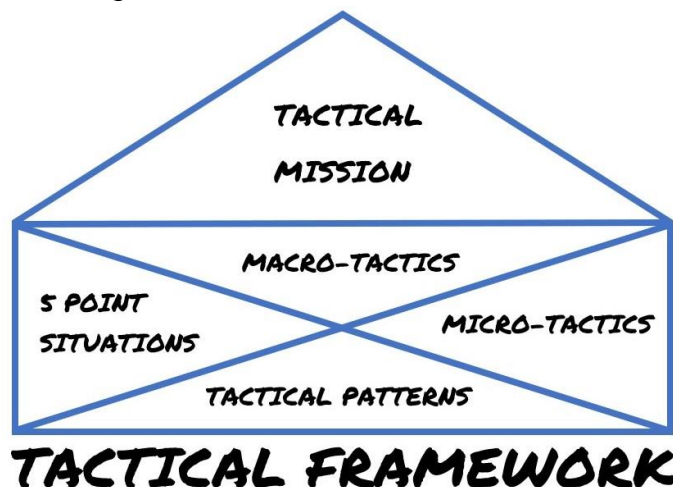 TACTICAL
MISSION
MACRO-TACTICS
5 POINT
SITUATIONS
MICRO-TACTICS
TACTICAL PATTERNS
TACTICAL FRAMEWORK